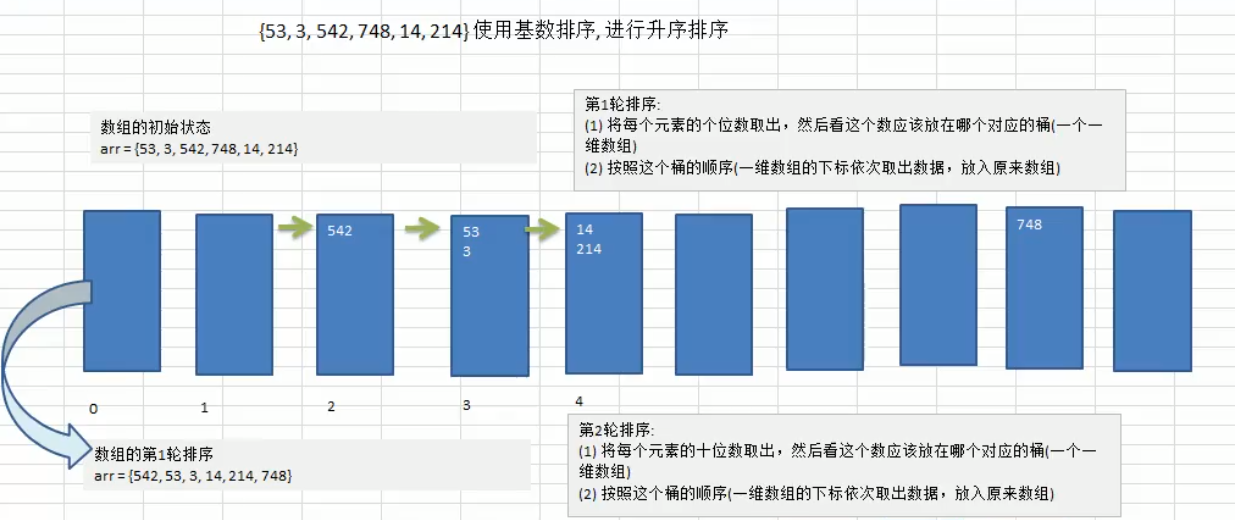 {53, 3, 542, 748, 14, 214} 使用基数排序, 进行升序排序
数组的初始状态
arr = {53, 3, 542, 748, 14, 214}
第1轮排序:
(1) 将每个元素的个位数取出，然后看这个数应该放在哪个对应的桶(一个一
维数组)
(2) 按照这个桶的顺序(一维数组的下标依次取出数据，放入原来数组)
542
53
3
14
214
748
0
1
2
3
4
数组的第1轮排序
arr = {542, 53, 3, 14, 214, 748}
第2轮排序:
(1) 将每个元素的十位数取出，然后看这个数应该放在哪个对应的桶(一个一
维数组)
(2) 按照这个桶的顺序(一维数组的下标依次取出数据，放入原来数组)